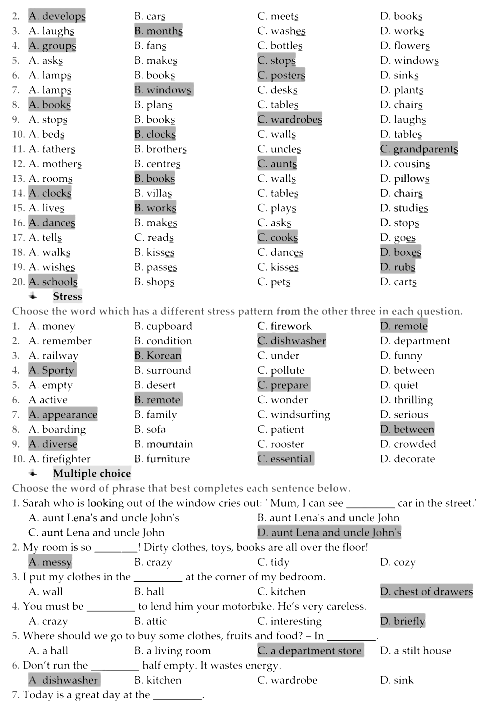 2. A. develops B. cars C. meets D. books
3. A. laughs B. months C. washes D. works
4. A. groups B. fans C. bottles D. flowers
5. A. asks B. makes C. stops D. windows
6. A. lamps B. books C. posters D. sinks
7. A. lamps B. windows C. desks D. plants
8. A. books B. plans C. tables D. chairs
9. A. stops B. books C. wardrobes D. laughs
10. A. beds B. clocks C. walls D. tables
11. A. fathers B. brothers C. uncles C. grandparents
12. A. mothers B. centres C. aunts D. cousins
13. A. rooms B. books C. walls D. pillows
14. A. clocks B. villas C. tables D. chairs
15. A. lives B. works C. plays D. studies
16. A. dances B. makes C. asks D. stops
17. A. tells C. reads C. cooks D. goes
18. A. walks B. kisses C. dances D. boxes
19. A. wishes B. passes C. kisses D. rubs
20. A. schools B. shops C. pets D. carts
Stress
Choose the word which has a different stress pattern from the other three in each question.
1. A. money B. cupboard C. firework D. remote
2. A. remember B. condition C. dishwasher D. department
3. A. railway B. Korean C. under D. funny
4. A. Sporty B. surround C. pollute D. between
5. A. empty B. desert C. prepare D. quiet
6. A active B. remote C. wonder D. thrilling
7. A. appearance B. family C. windsurfing D. serious
8. A. boarding B. sofa C. patient D. between
9. A. diverse B. mountain C. rooster D. crowded
10. A. firefighter B. furniture C. essential D. decorate
Multiple choice
Choose the word of phrase that best completes each sentence below.
1. Sarah who is looking out of the window cries out: 'Mum, I can see _________ car in the street.'
A. aunt Lena's and uncle John's B. aunt Lena's and uncle John
C. aunt Lena and uncle John D. aunt Lena and uncle John's
2. My room is so ________! Dirty clothes, toys, books are all over the floor!
A. messy B. crazy C. tidy D. cozy
3. I put my clothes in the _________ at the corner of my bedroom.
A. wall B. hall C. kitchen D. chest of drawers
4. You must be _________ to lend him your motorbike. He's very careless.
A. crazy B. attic C. interesting D. briefly
5. Where should we go to buy some clothes, fruits and food? – In _________.
A. a hall B. a living room C. a department store D. a stilt house
6. Don't run the _________ half empty. It wastes energy.
A dishwasher B. kitchen C. wardrobe D. sink
7. Today is a great day at the _________.